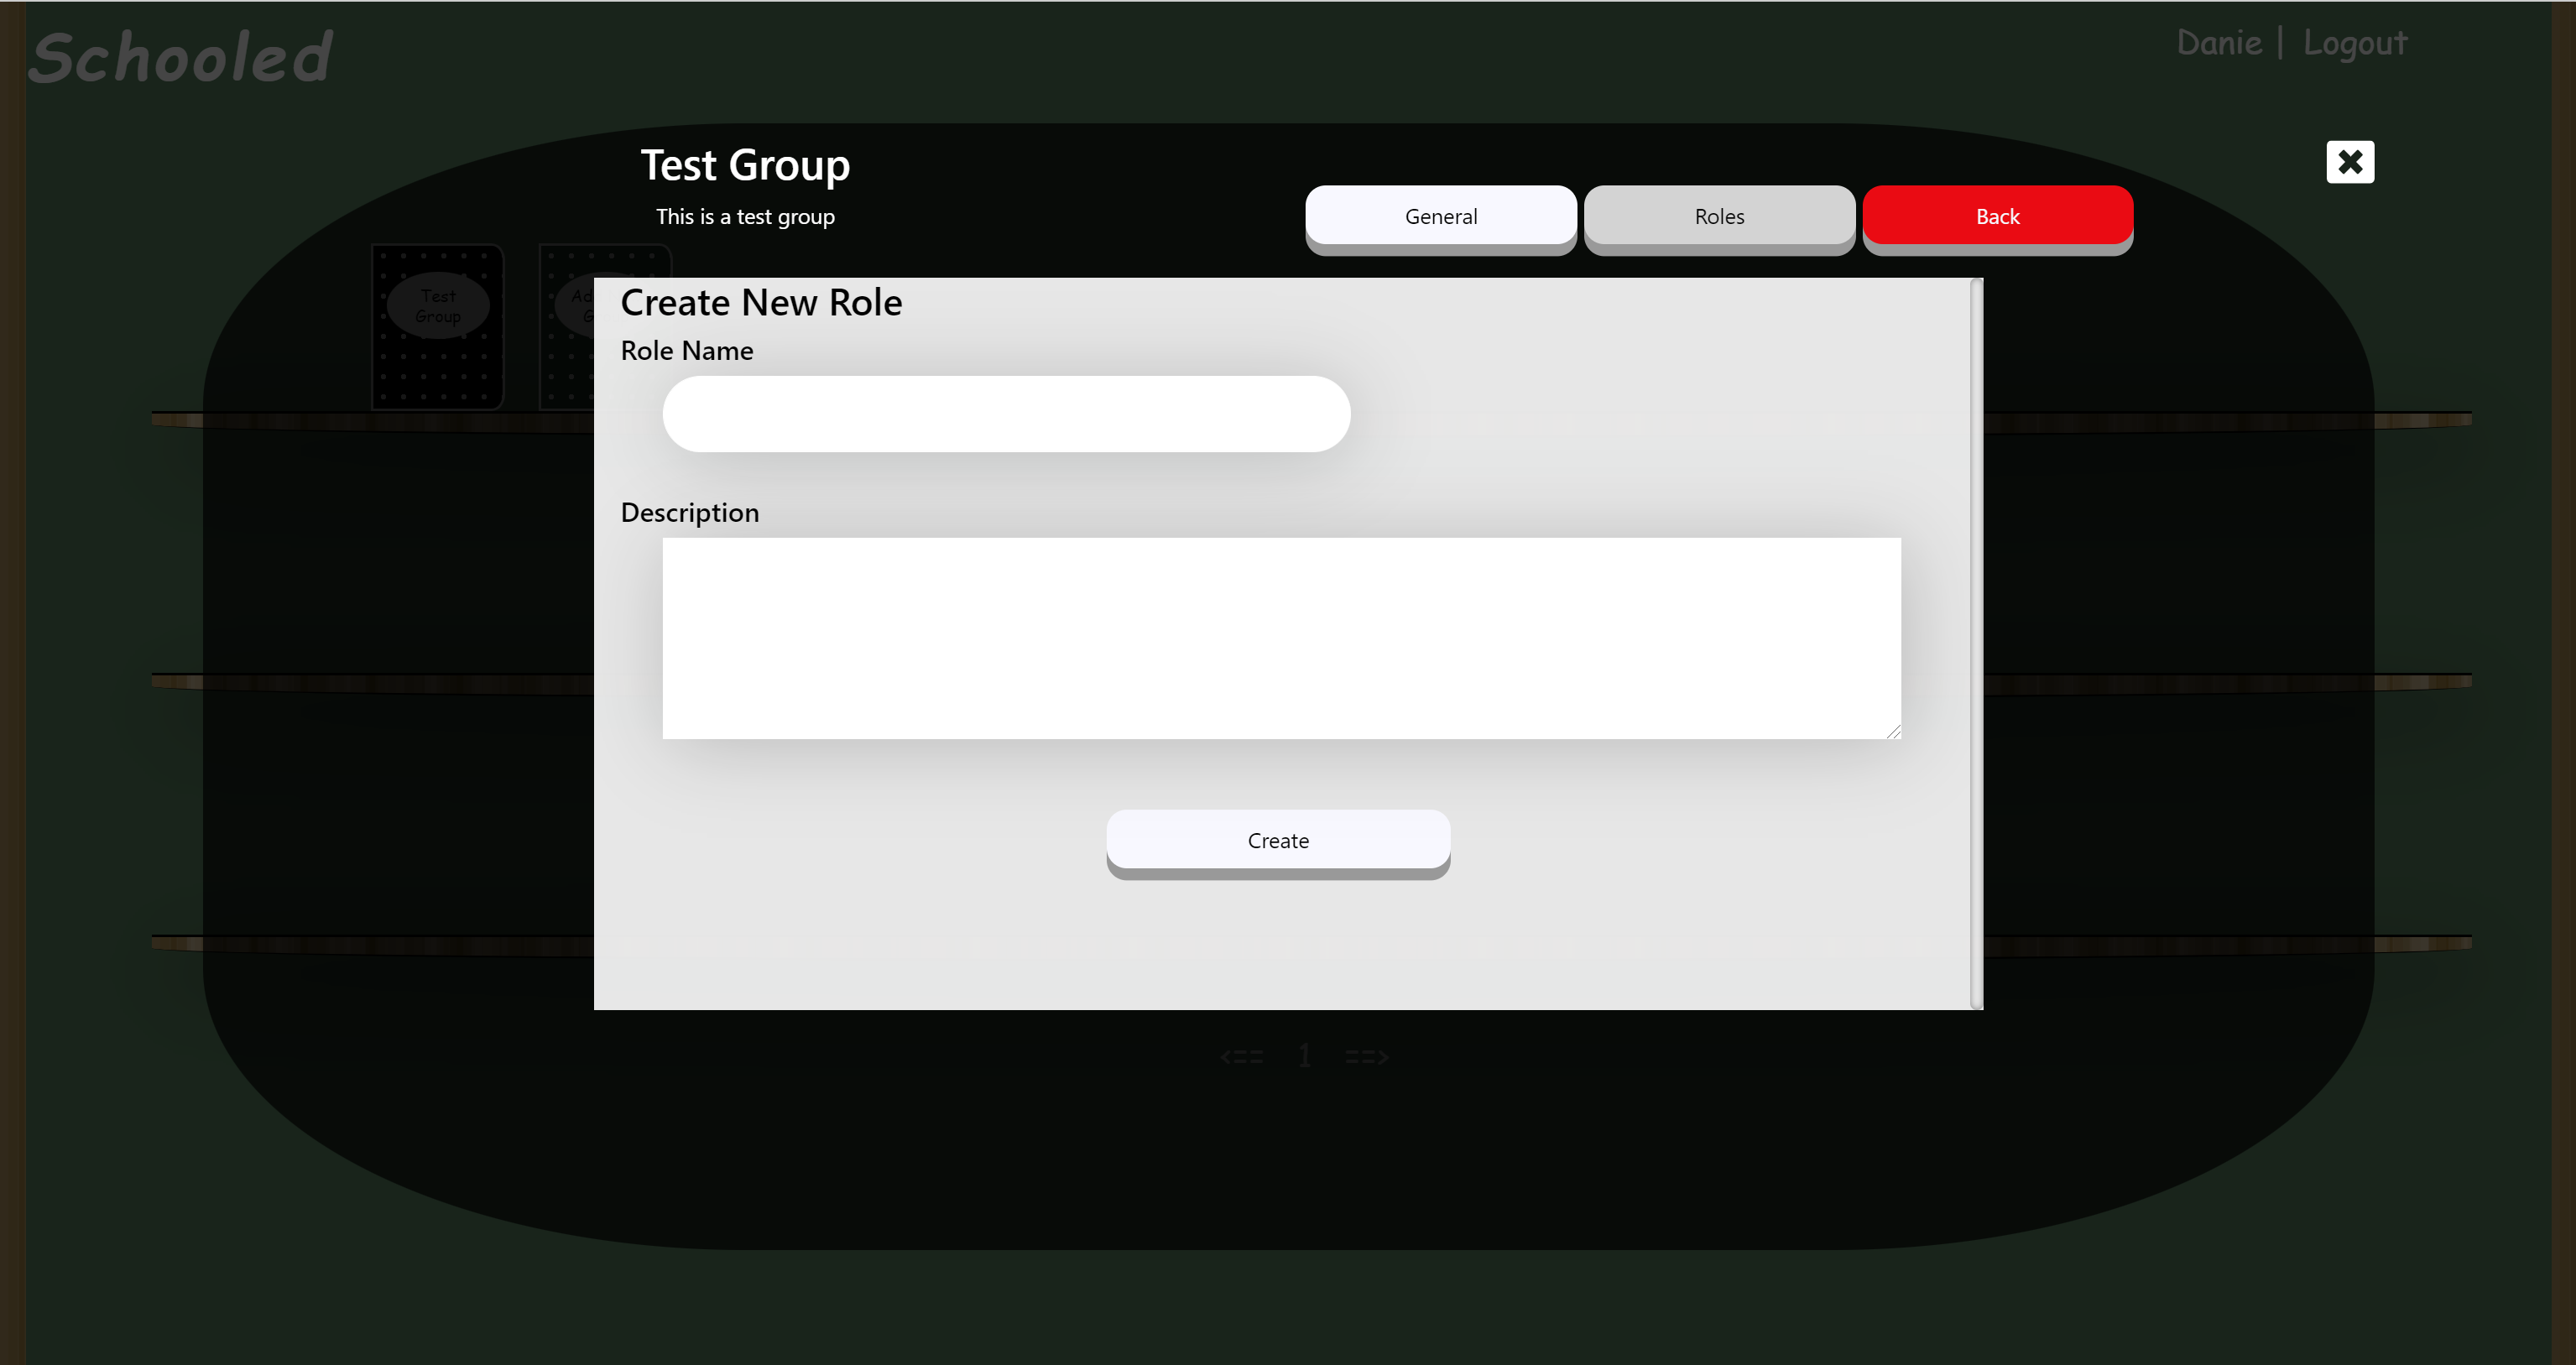 Schooled
Danie | Logout
Test Group
This is a test group
General
Roles
Back
Test
Group
Create New Role
Role Name
Description
Create
<== 1 ==>